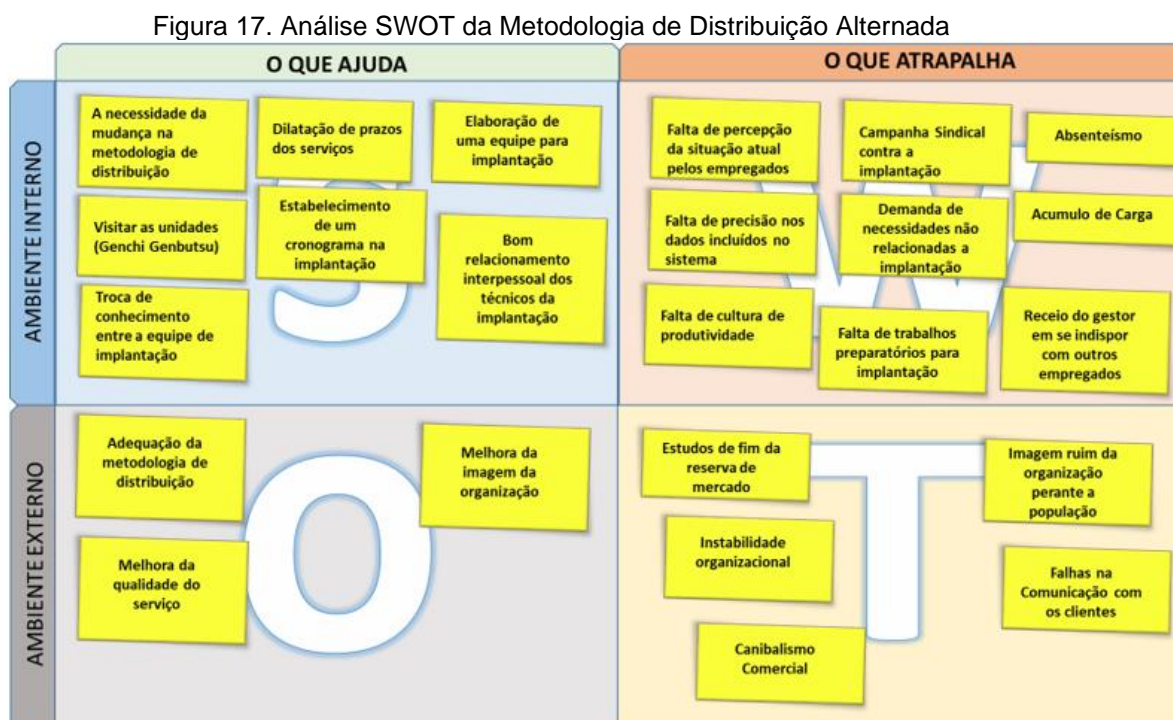 Figura 17. Análise SWOT da Metodologia de Distribuição Alternada
O QUE AJUDA
O QUE ATRAPALHA
AMBIENTE INTERNO
A necessidade da
mudança na
metodologia de
distribuição
Dilatação de prazos
dos serviços
Elaboração de
uma equipe para
implantação
Visitar as unidades
(Genchi Genbutsu)
Estabelecimento
de um
cronograma na
implantação
Bom
relacionamento
interpessoal dos
técnicos da
implantação
Troca de
conhecimento
entre a equipe de
implantação
S
Falta de percepção
da situação atual
pelos empregados
Campanha Sindical
contra a
implantação
Absenteísmo
Falta de precisão nos
dados incluídos no
sistema
Demanda de
necessidades não
relacionadas a
implantação
Acumulo de Carga
Falta de cultura de
produtividade
Falta de trabalhos
preparatórios para
implantação
Receio do gestor
em se indispor
com outros
empregados
W
AMBIENTE EXTERNO
Adequação da
metodologia de
distribuição
Melhora da
imagem da
organização
Melhora da
qualidade do
serviço
O
Estudos de fim da
reserva de
mercado
Imagem ruim da
organização
perante a
população
Instabilidade
organizacional
Falhas na
Comunicação com
os clientes
Canibalismo
Comercial
T